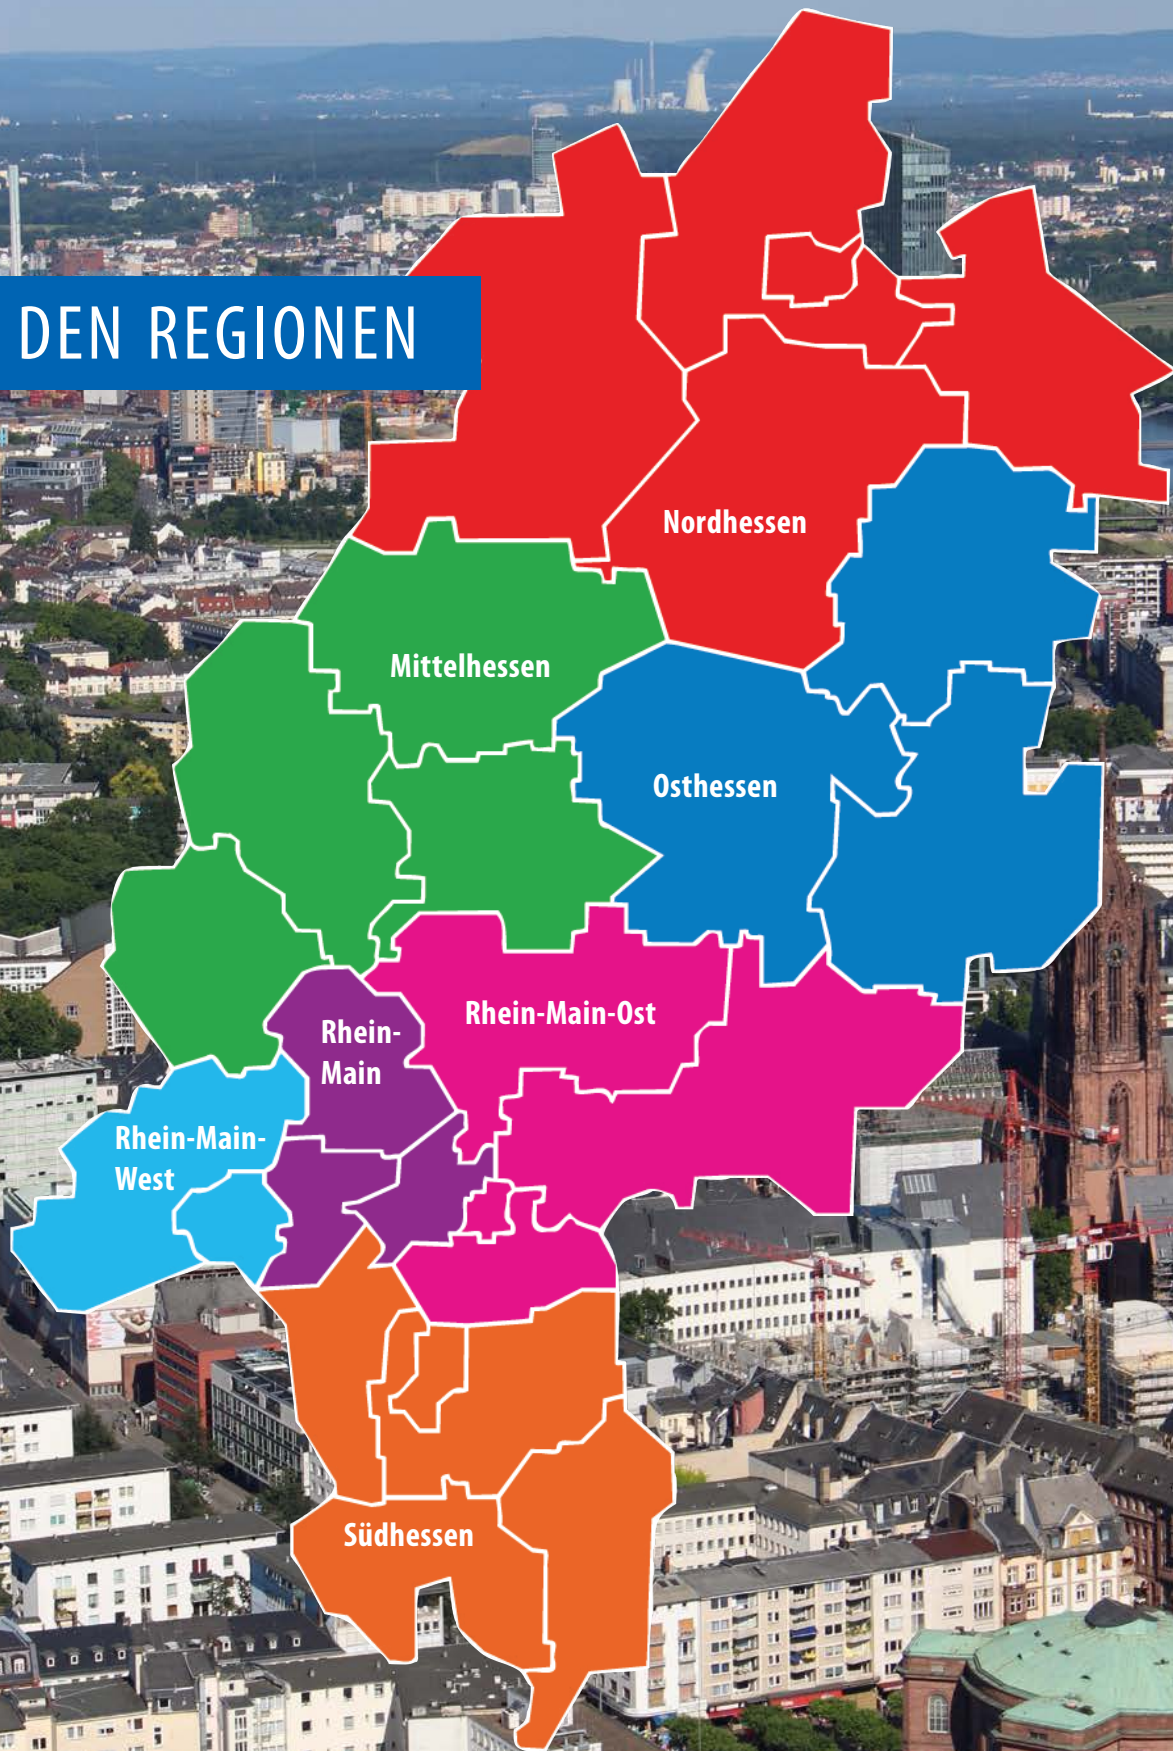 DEN REGIONEN
Nordhessen
Mittelhessen
Osthessen
Rhein-Main-Ost
Rhein-
Main
Rhein-Main-
West
Südhessen